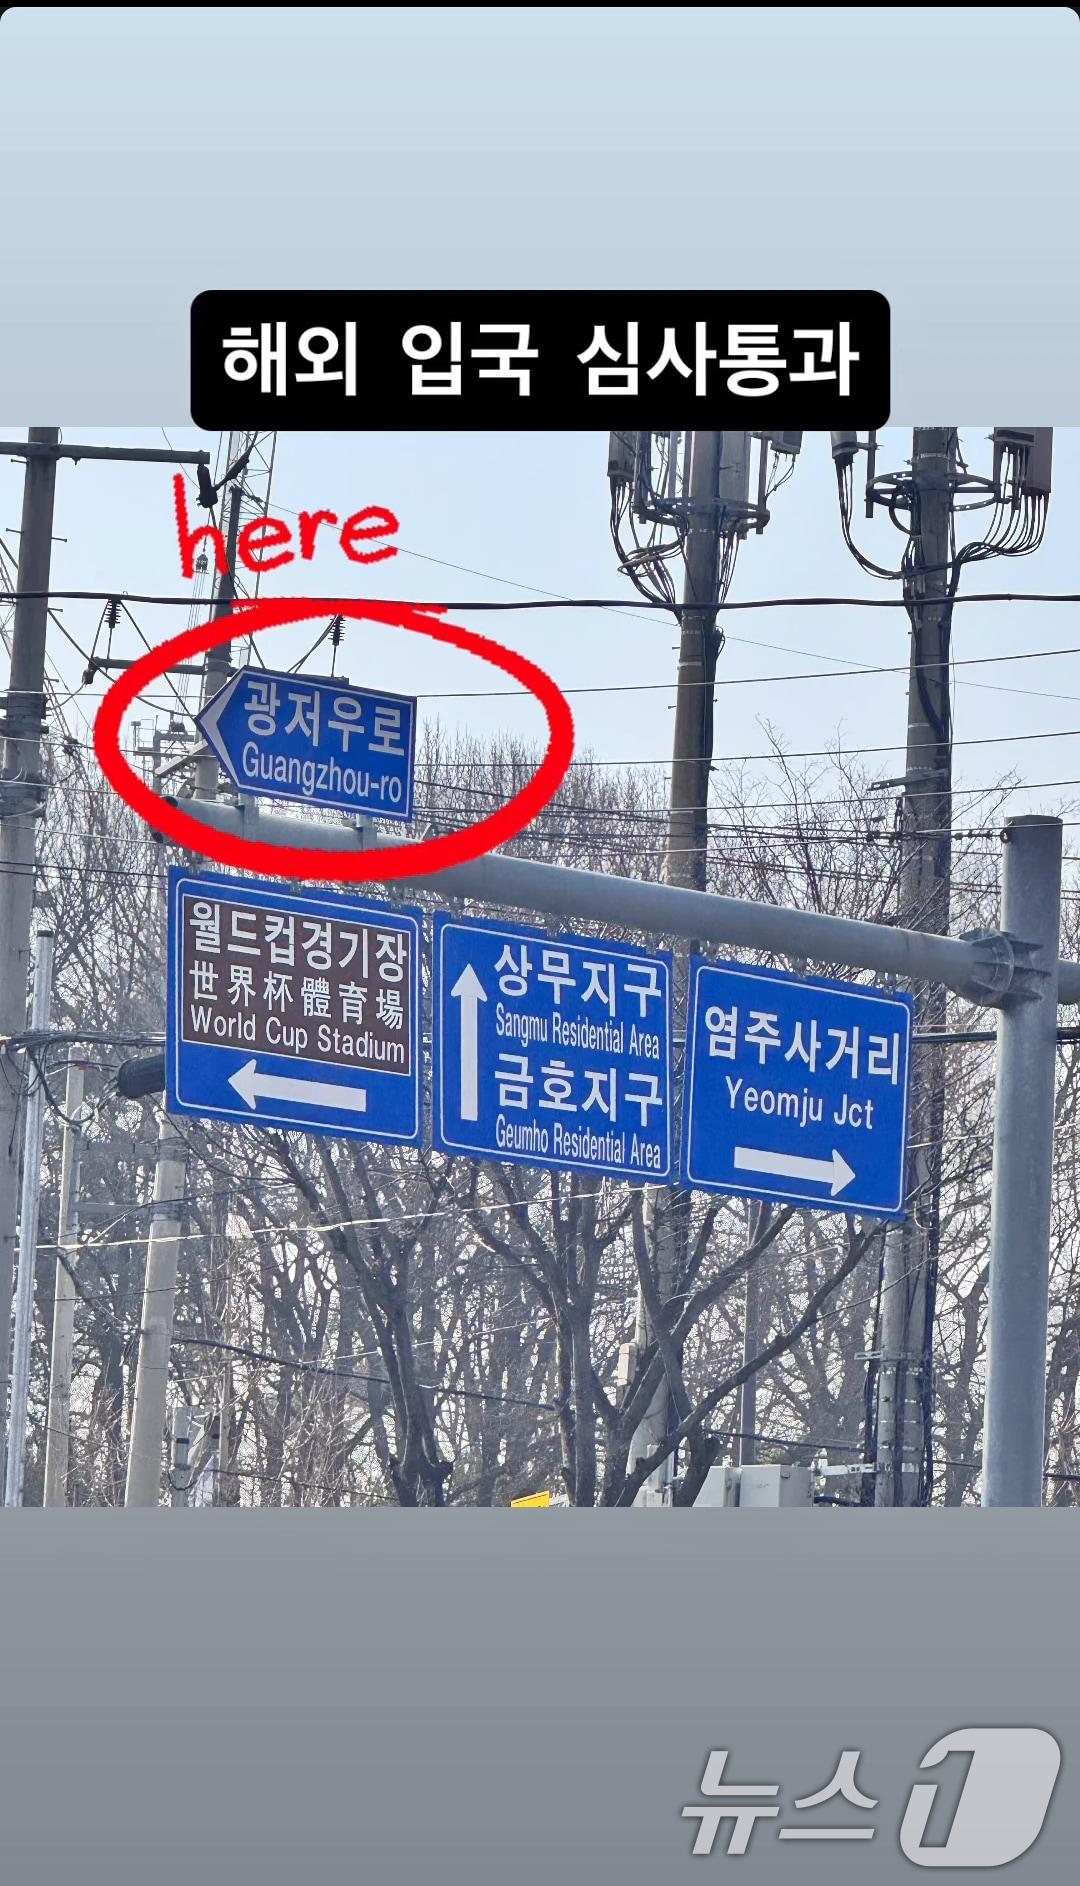 해외 입국 심사통과
here
광저우로
Guangzhou-ro
월드컵경기장
世界杯體育場
World Cup Stadium
상무지구
Sangmu Residential Area
금호지구
Geumho Residential Area
염주사거리
Yeomju Jct
뉴스1